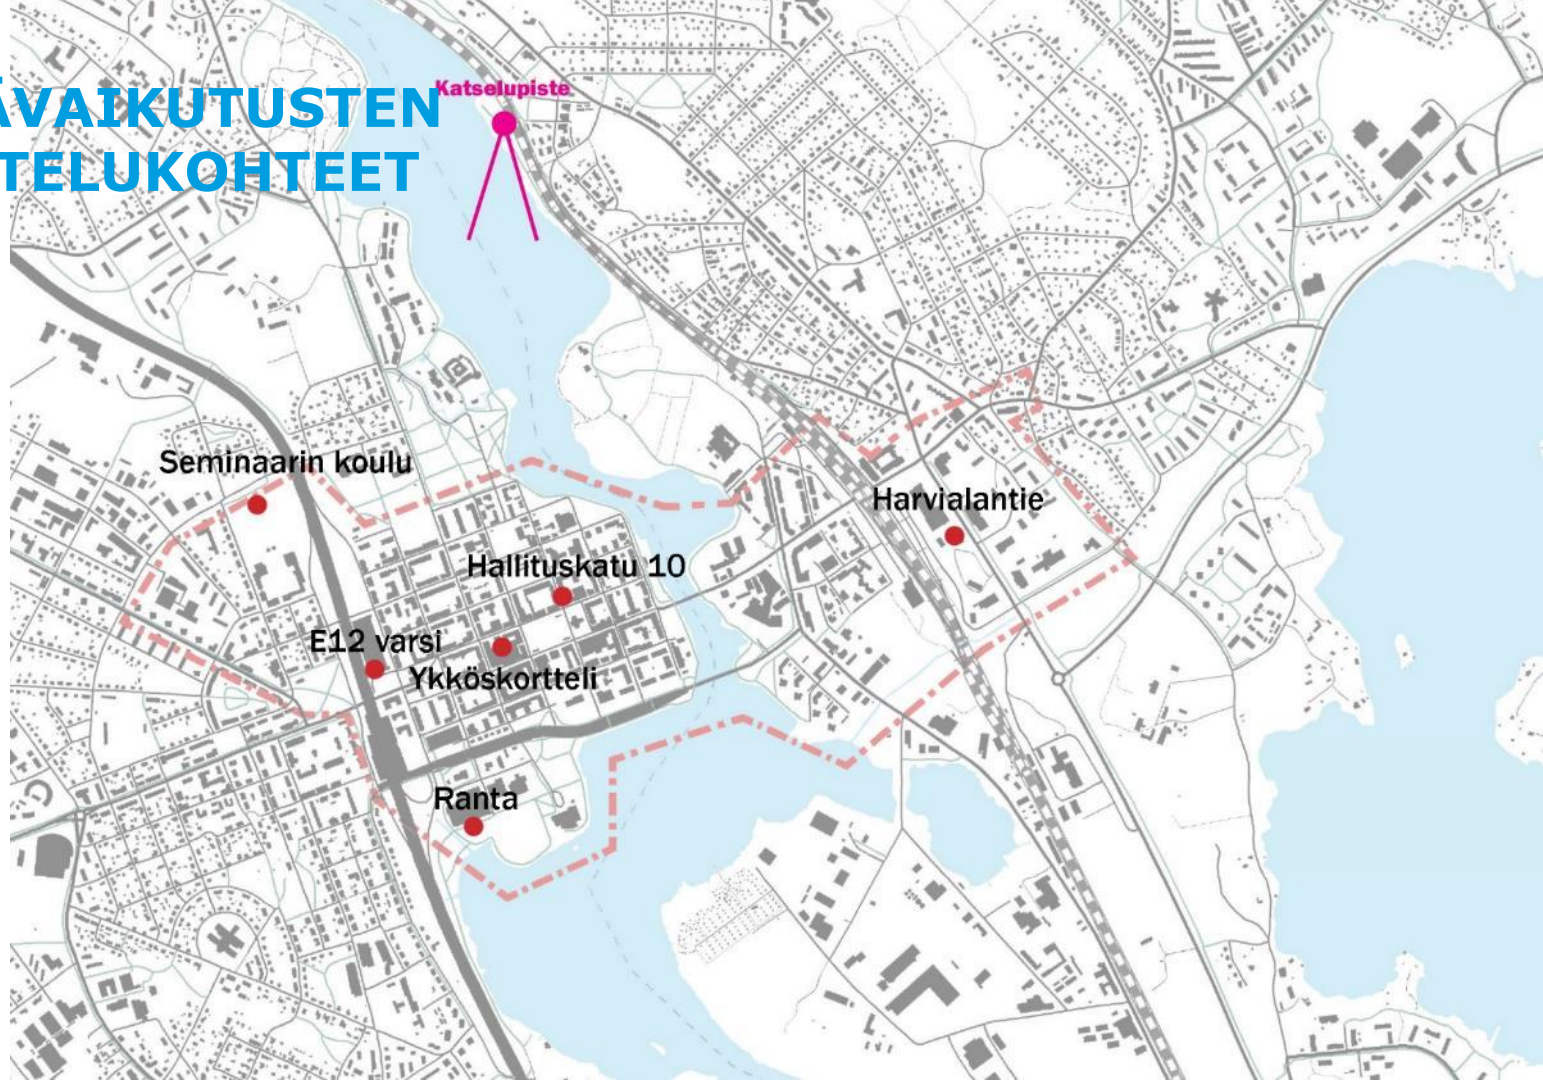 ÄVAIKUTUSTEN
TELUKOHTEET
Katselupiste
Seminaarin koulu
Harvialantie
Hallituskatu 10
E12 varsi
Ykköskortteli
Ranta